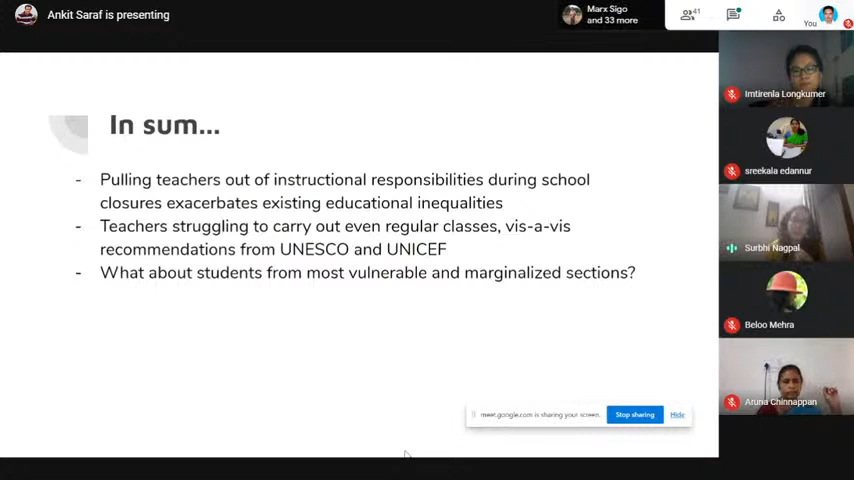 Ankit Saraf is presenting
Marx Sigo
and 33 more
41
You
In sum...
- Pulling teachers out of instructional responsibilities during school
closures exacerbates existing educational inequalities
- Teachers struggling to carry out even regular classes, vis-a-vis
recommendations from UNESCO and UNICEF
- What about students from most vulnerable and marginalized sections?
Imtirenla Longkumer
sreekala edannur
Surbhi Nagpal
Beloo Mehra
Aruna Chinnappan
meet.google.com is sharing your screen.
Stop sharing
Hide